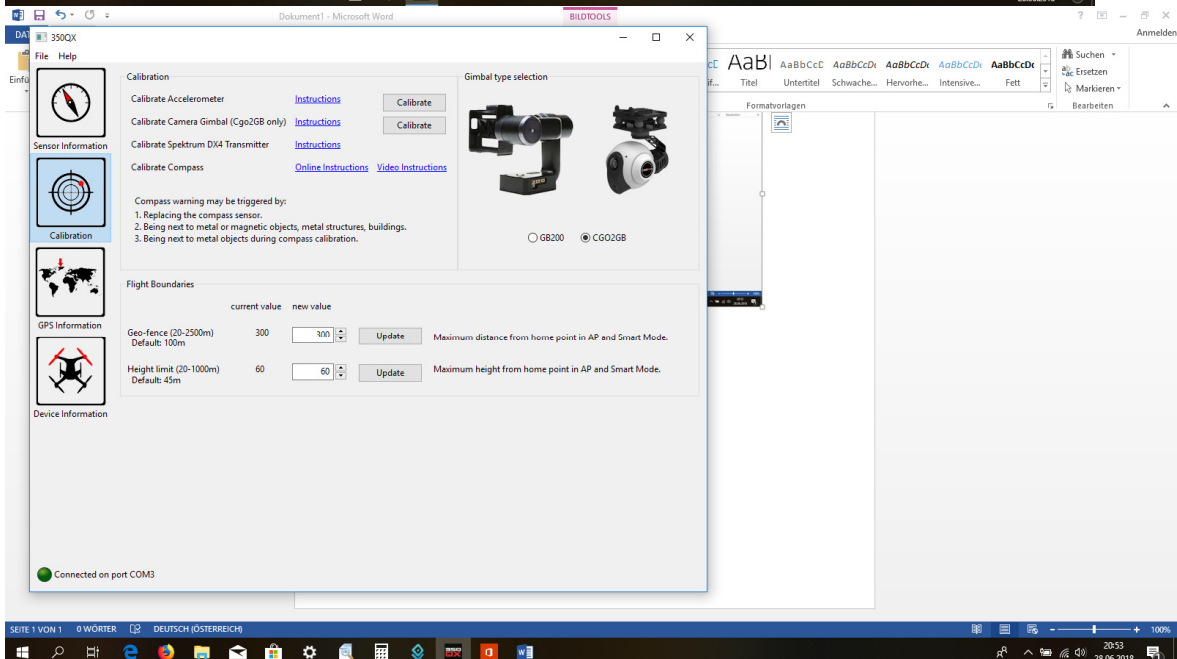 Dokument1 - Microsoft Word
BILDTOOLS
Anmelden
350QX
File Help
Calibration
Calibrate Accelerometer Instructions Calibrate
Calibrate Camera Gimbal (Cgo2GB only) Instructions Calibrate
Calibrate Spektrum DX4 Transmitter Instructions
Calibrate Compass Online Instructions Video Instructions
Compass warning may be triggered by:
1. Replacing the compass sensor.
2. Being next to metal or magnetic objects, metal structures, buildings.
3. Being next to metal objects during compass calibration.
Gimbal type selection
GB200 CGO2GB
Sensor Information
Calibration
GPS Information
Device Information
Flight Boundaries
current value new value
Geo-fence (20-2500m) 300 300 Update Maximum distance from home point in AP and Smart Mode.
Default: 100m
Height limit (20-1000m) 60 60 Update Maximum height from home point in AP and Smart Mode.
Default: 45m
Connected on port COM3
AaBl AaBbCcD AaBbCcDc AaBbCcDc AaBbCcDc AaBbCcDc
Titel Untertitel Schwache... Hervorhe... Intensive... Fett
Formatvorlagen
Suchen
Ersetzen
Markieren
Bearbeiten
SEITE 1 VON 1 0 WÖRTER DEUTSCH (ÖSTERREICH)
100%
20:53
28.06.2018